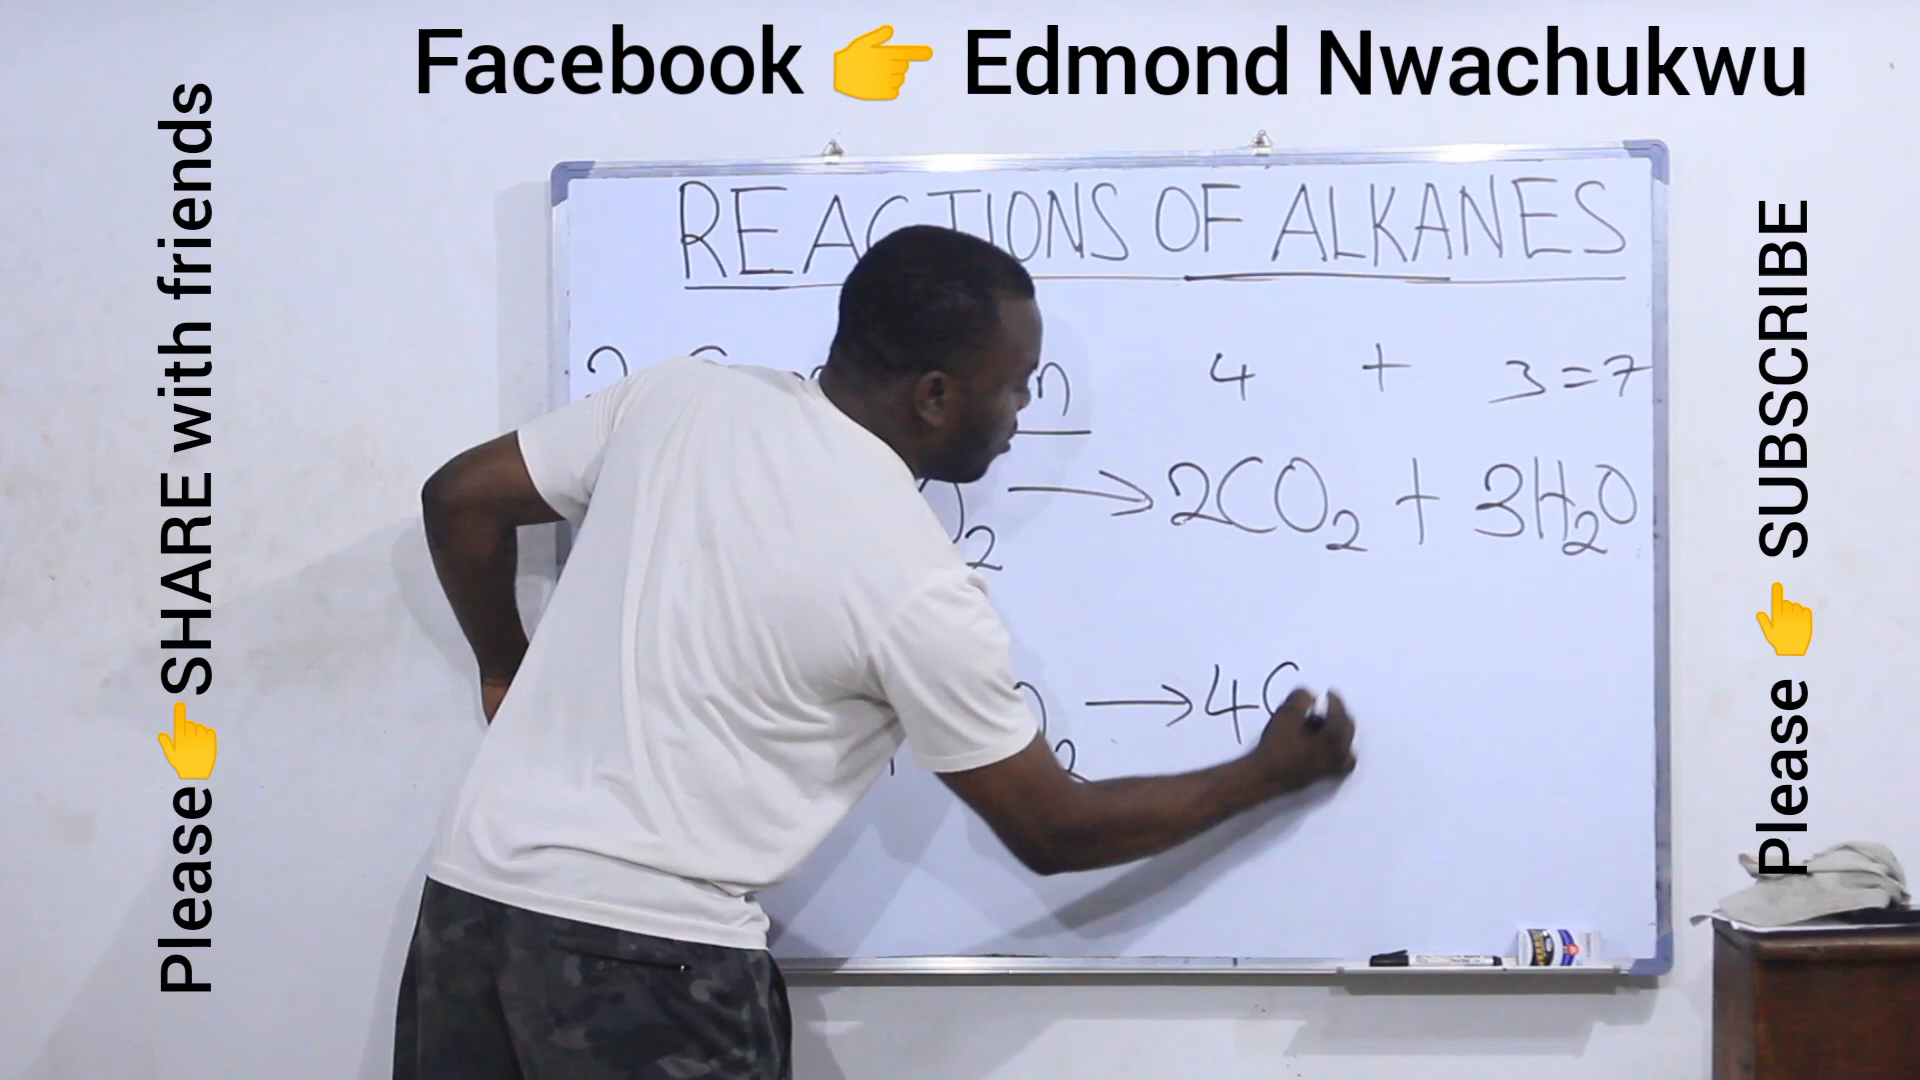 Facebook 👉 Edmond Nwachukwu
Please 👉 SHARE with friends
Please 👉 SUBSCRIBE
REACTIONS OF ALKANES
4 + 3 = 7
→ 2CO₂ + 3H₂O
→ 4C